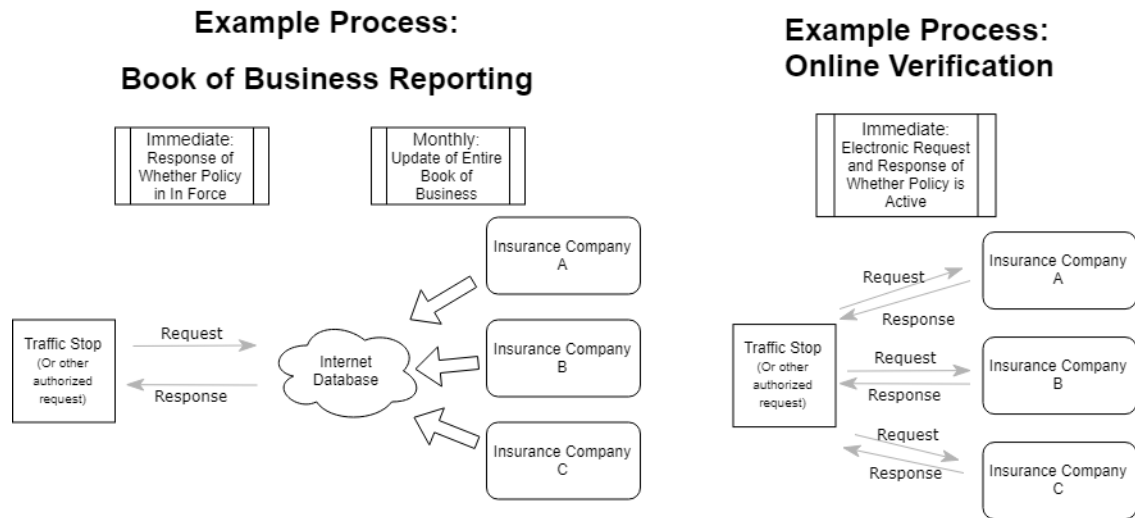 Example Process:
Book of Business Reporting
Immediate:
Response of
Whether Policy
in In Force
Monthly:
Update of Entire
Book of
Business
Insurance Company
A
Traffic Stop
(Or other
authorized
request)
Request
Response
Internet
Database
Insurance Company
B
Insurance Company
C
Example Process:
Online Verification
Immediate:
Electronic Request
and Response of
Whether Policy is
Active
Traffic Stop
(Or other
authorized
request)
Request
Response
Insurance Company
A
Request
Response
Insurance Company
B
Request
Response
Insurance Company
C